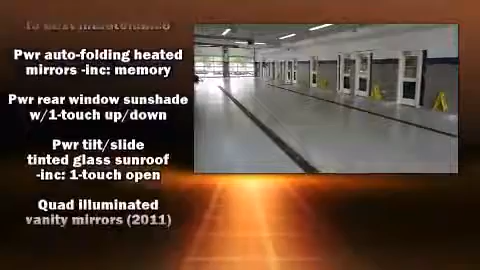 Pwr auto-folding heated
mirrors -inc: memory
Pwr rear window sunshade
w/1-touch up/down
Pwr tilt/slide
tinted glass sunroof
-inc: 1-touch open
Quad illuminated
vanity mirrors (2011)